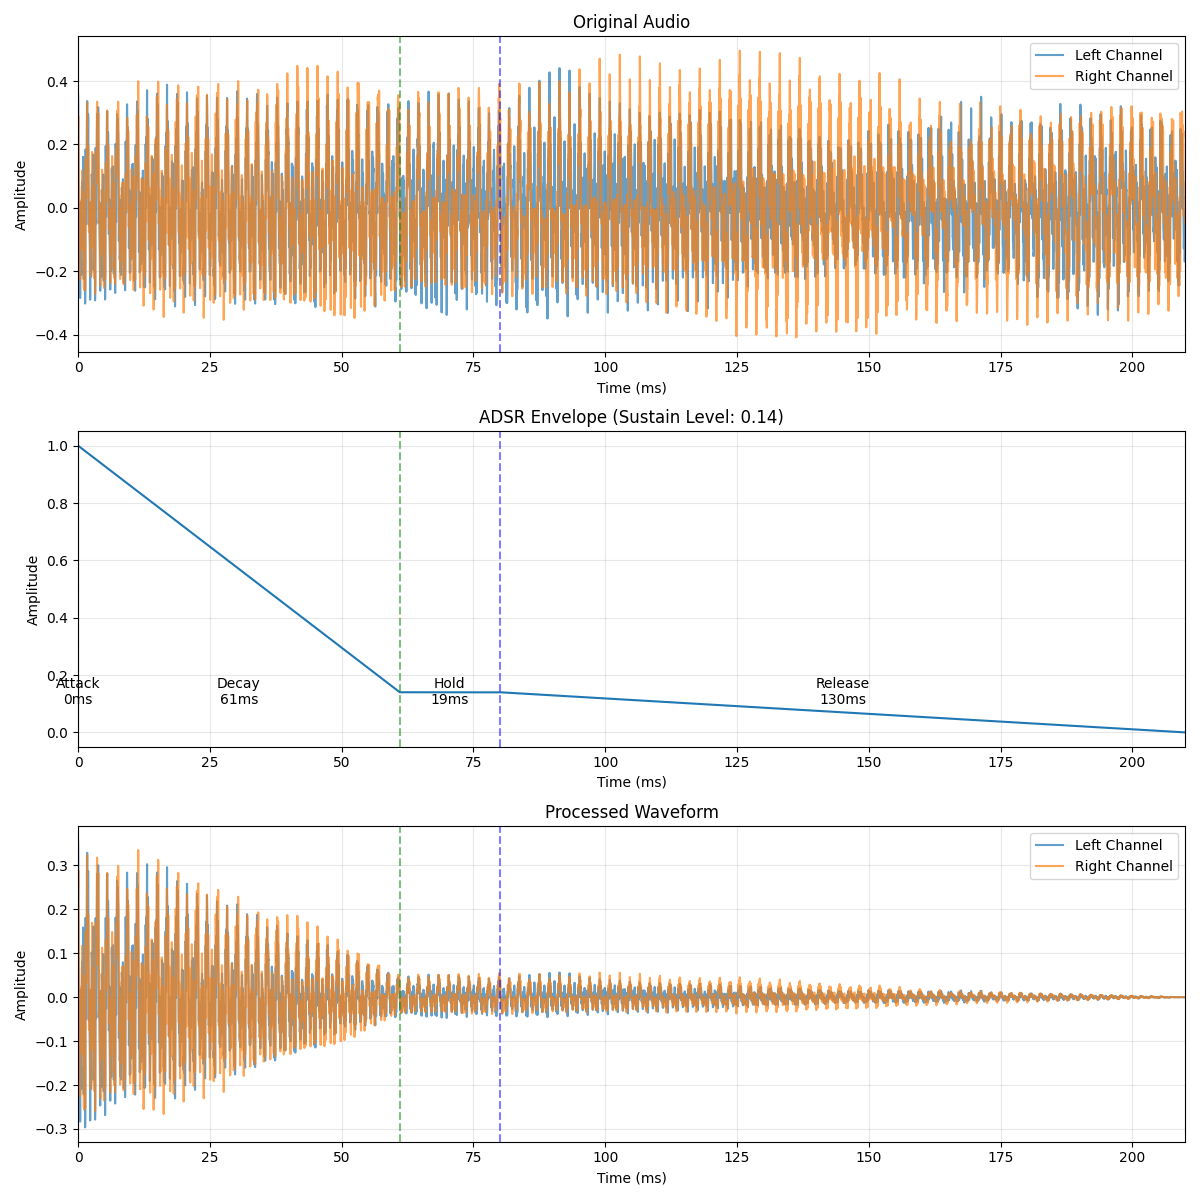 Original Audio
Amplitude
0.4
0.2
0.0
−0.2
−0.4
Left Channel
Right Channel
0 25 50 75 100 125 150 175 200
Time (ms)
ADSR Envelope (Sustain Level: 0.14)
Amplitude
1.0
0.8
0.6
0.4
0.2
0.0
Attack
0ms
Decay
61ms
Hold
19ms
Release
130ms
0 25 50 75 100 125 150 175 200
Time (ms)
Processed Waveform
Amplitude
0.3
0.2
0.1
0.0
−0.1
−0.2
−0.3
Left Channel
Right Channel
0 25 50 75 100 125 150 175 200
Time (ms)